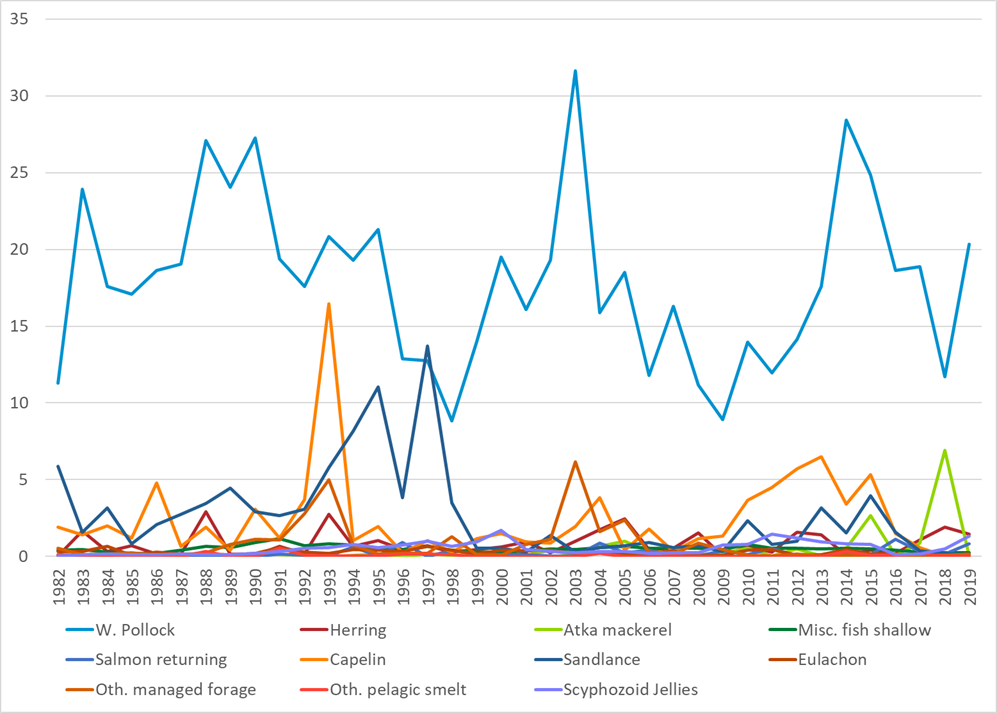 35
30
25
20
15
10
5
0
1982 1983 1984 1985 1986 1987 1988 1989 1990 1991 1992 1993 1994 1995 1996 1997 1998 1999 2000 2001 2002 2003 2004 2005 2006 2007 2008 2009 2010 2011 2012 2013 2014 2015 2016 2017 2018 2019
W. Pollock Herring Atka mackerel Misc. fish shallow
Salmon returning Capelin Sandlance Eulachon
Oth. managed forage Oth. pelagic smelt Scyphozoid Jellies